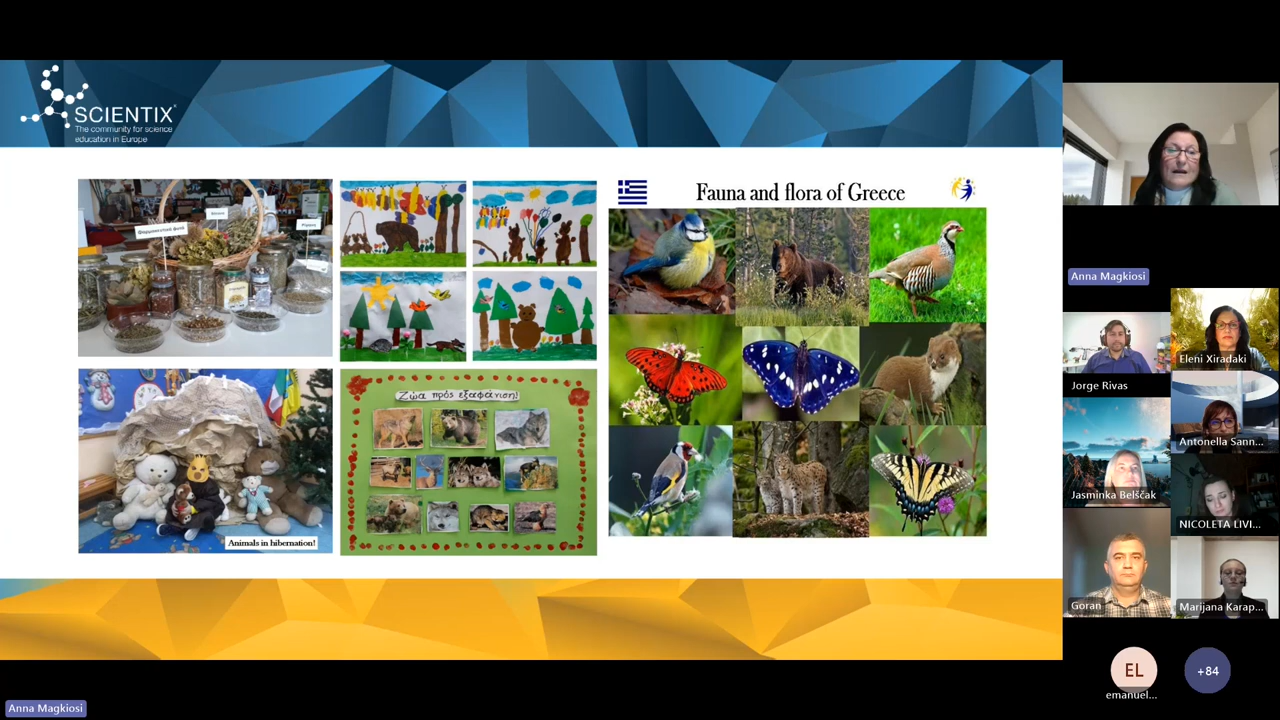 SCIENTIX
The community for science
education in Europe
Fauna and flora of Greece
Ζώα πρός εξαφάνιση!
Animals in hibernation!
Anna Magkiosi
Jorge Rivas
Eleni Xiradaki
Antonella Sann...
Jasminka Belščak
NICOLETA LIVI...
Goran
Marijana Karap...
EL
emanuel...
+84
Anna Magkiosi